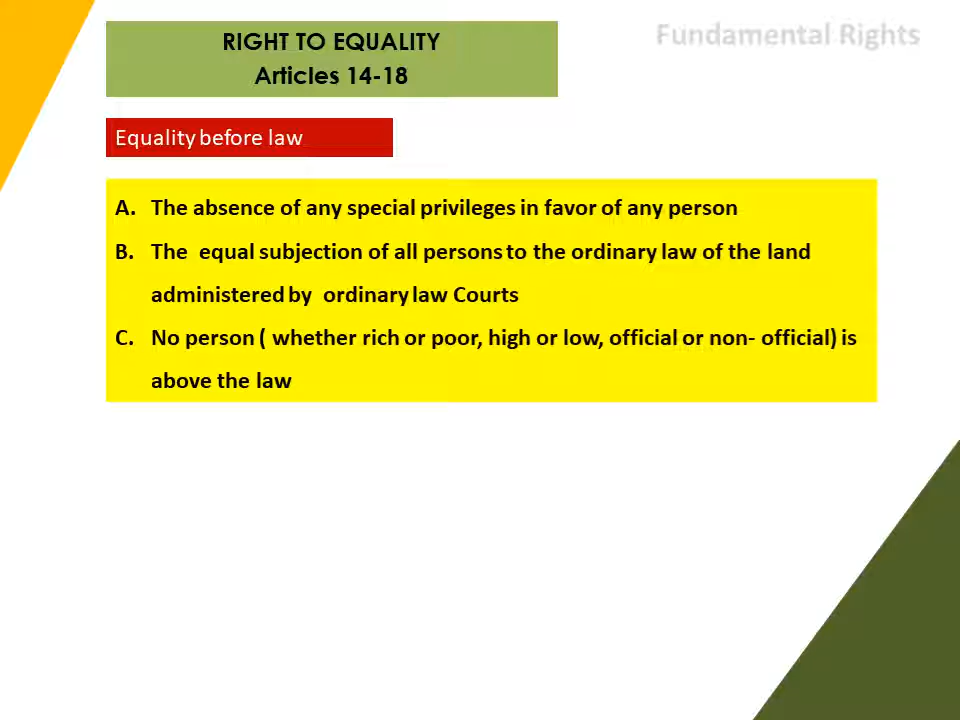 Fundamental Rights
RIGHT TO EQUALITY
Articles 14-18
Equality before law
A. The absence of any special privileges in favor of any person
B. The equal subjection of all persons to the ordinary law of the land
administered by ordinary law Courts
C. No person ( whether rich or poor, high or low, official or non- official) is
above the law